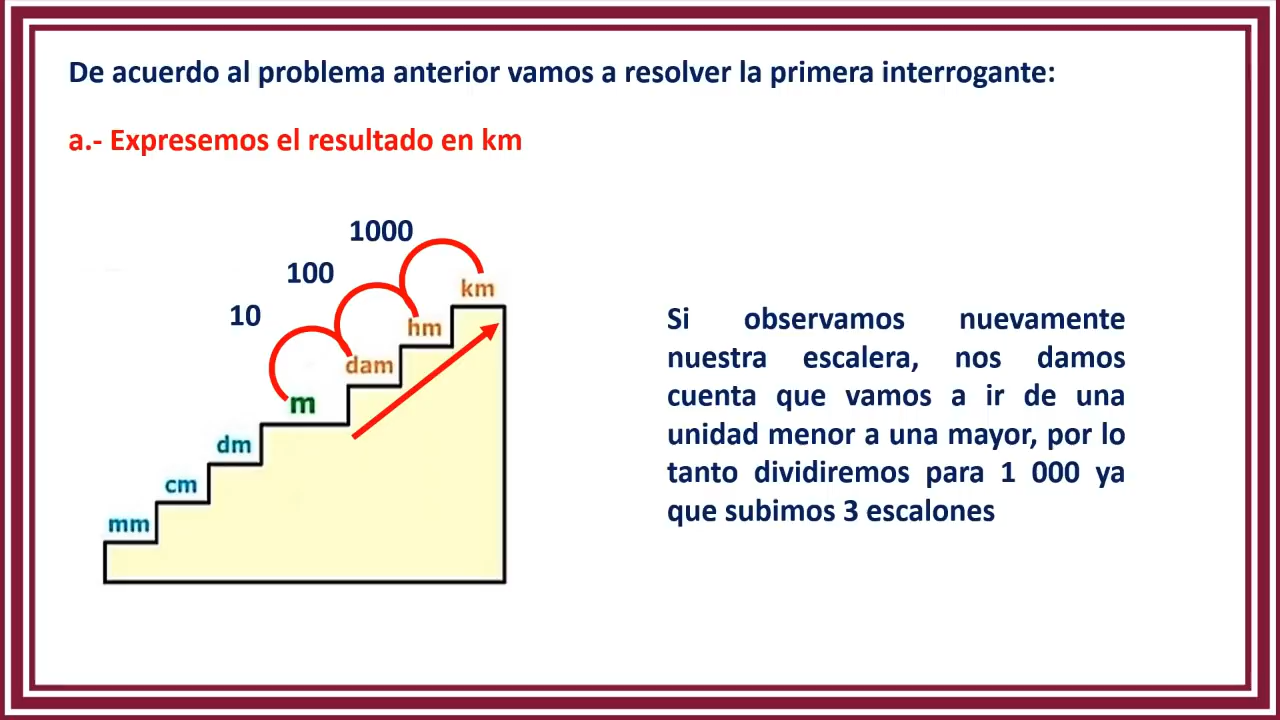 De acuerdo al problema anterior vamos a resolver la primera interrogante:
a.- Expresemos el resultado en km
1000
100
10
km
hm
dam
m
dm
cm
mm
Si observamos nuevamente
nuestra escalera, nos damos
cuenta que vamos a ir de una
unidad menor a una mayor, por lo
tanto dividiremos para 1 000 ya
que subimos 3 escalones